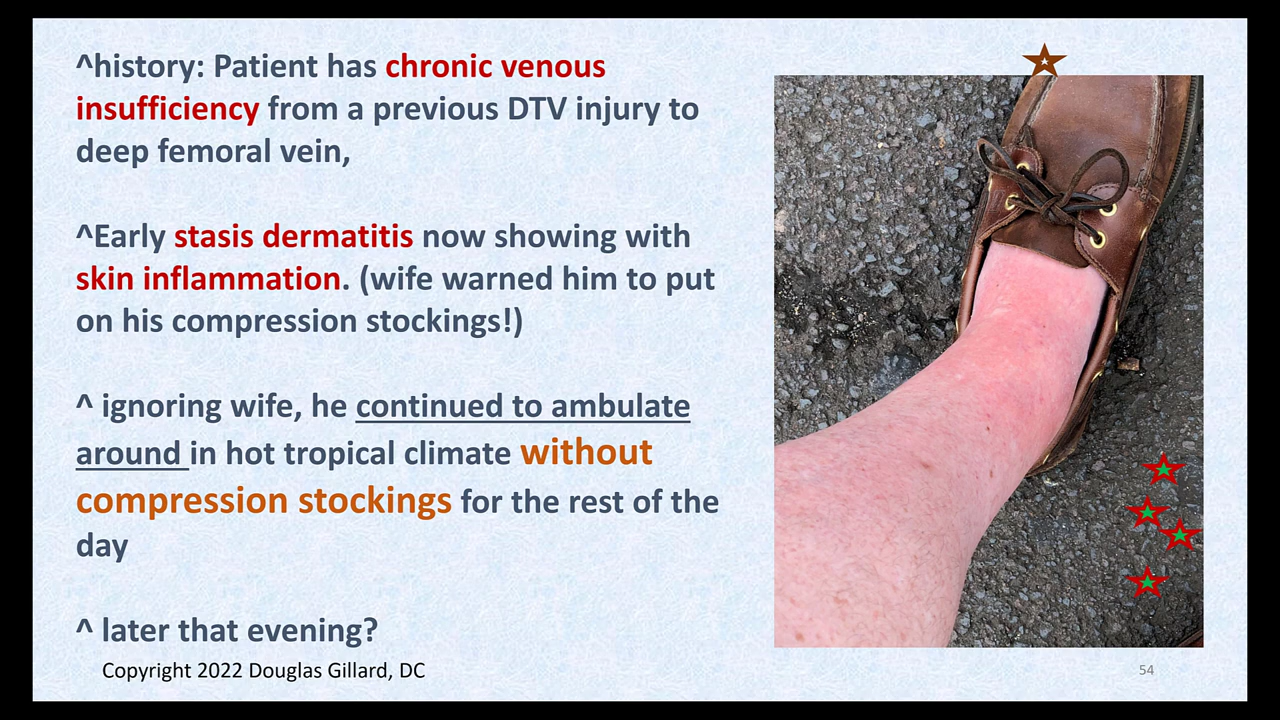 ^history: Patient has chronic venous
insufficiency from a previous DTV injury to
deep femoral vein,
^Early stasis dermatitis now showing with
skin inflammation. (wife warned him to put
on his compression stockings!)
^ ignoring wife, he continued to ambulate
around in hot tropical climate without
compression stockings for the rest of the
day
^ later that evening?
Copyright 2022 Douglas Gillard, DC
54